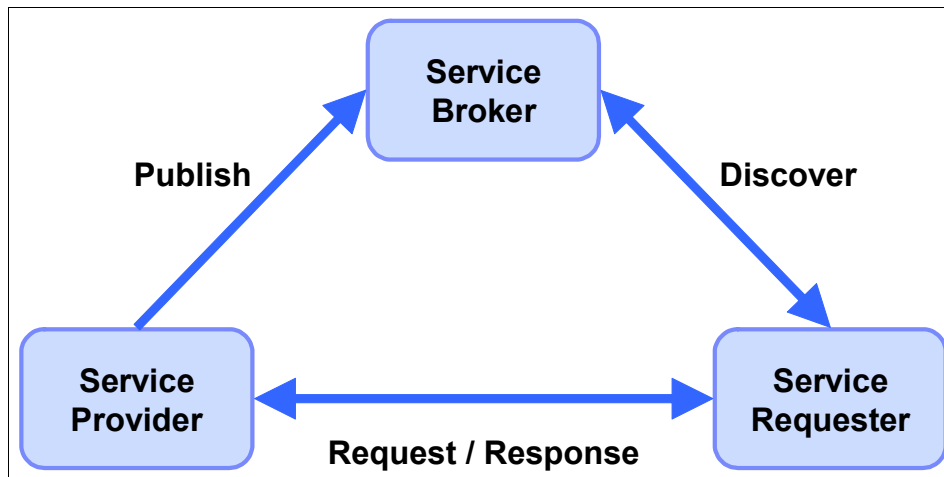 Service
Broker
Publish
Discover
Service
Provider
Service
Requester
Request / Response